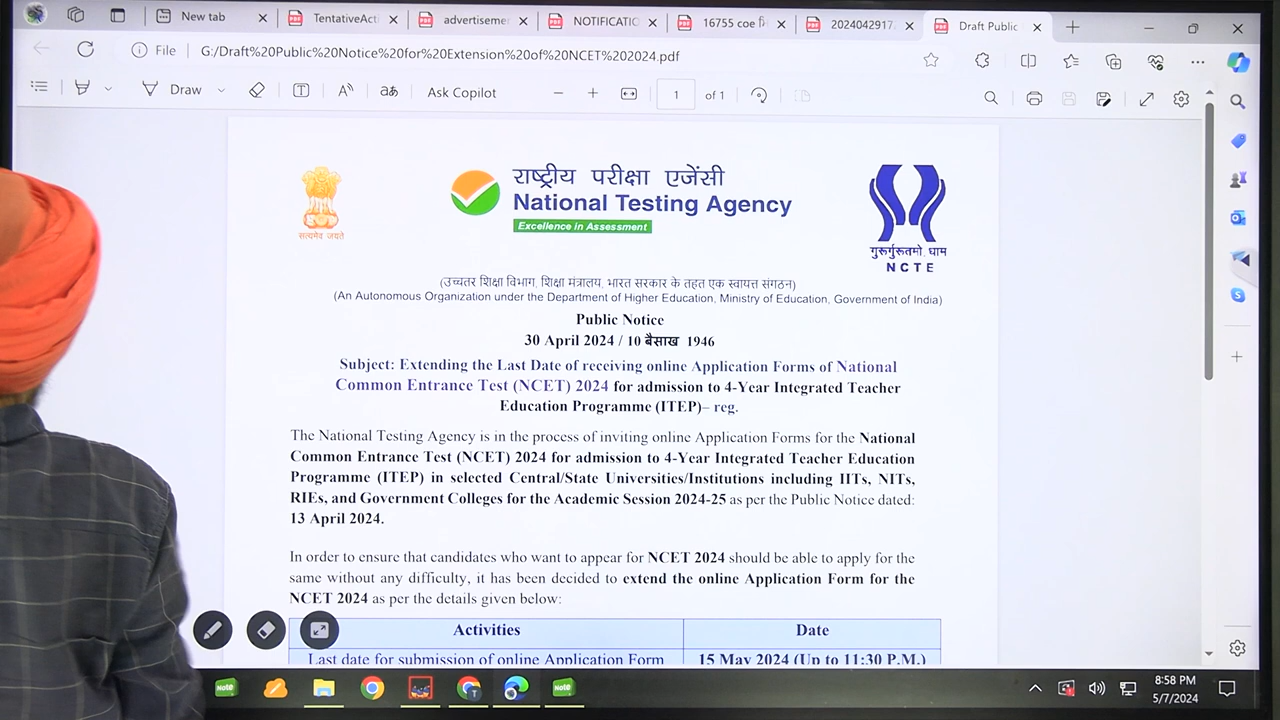 New tab
TentativeActi
advertisemen
NOTIFICATIO
16755 coe
2024042917
Draft Public
File
G:/Draft%20Public%20Notice%20for%20Extension%20of%20NCET%202024.pdf
Draw
Ask Copilot
1
of 1
राष्ट्रीय परीक्षा एजेंसी
National Testing Agency
Excellence in Assessment
सत्यमेव जयते
गुरूर्गुरूतमो धाम
NCTE
(उच्चतर शिक्षा विभाग, शिक्षा मंत्रालय, भारत सरकार के तहत एक स्वायत्त संगठन)
(An Autonomous Organization under the Department of Higher Education, Ministry of Education, Government of India)
Public Notice
30 April 2024 / 10 बैसाख 1946
Subject: Extending the Last Date of receiving online Application Forms of National
Common Entrance Test (NCET) 2024 for admission to 4-Year Integrated Teacher
Education Programme (ITEP)– reg.
The National Testing Agency is in the process of inviting online Application Forms for the National
Common Entrance Test (NCET) 2024 for admission to 4-Year Integrated Teacher Education
Programme (ITEP) in selected Central/State Universities/Institutions including IITs, NITs,
RIEs, and Government Colleges for the Academic Session 2024-25 as per the Public Notice dated:
13 April 2024.
In order to ensure that candidates who want to appear for NCET 2024 should be able to apply for the
same without any difficulty, it has been decided to extend the online Application Form for the
NCET 2024 as per the details given below:
Activities
Date
Last date for submission of online Application Form
15 May 2024 (Up to 11:30 P.M.)
Note
Note
8:58 PM
5/7/2024